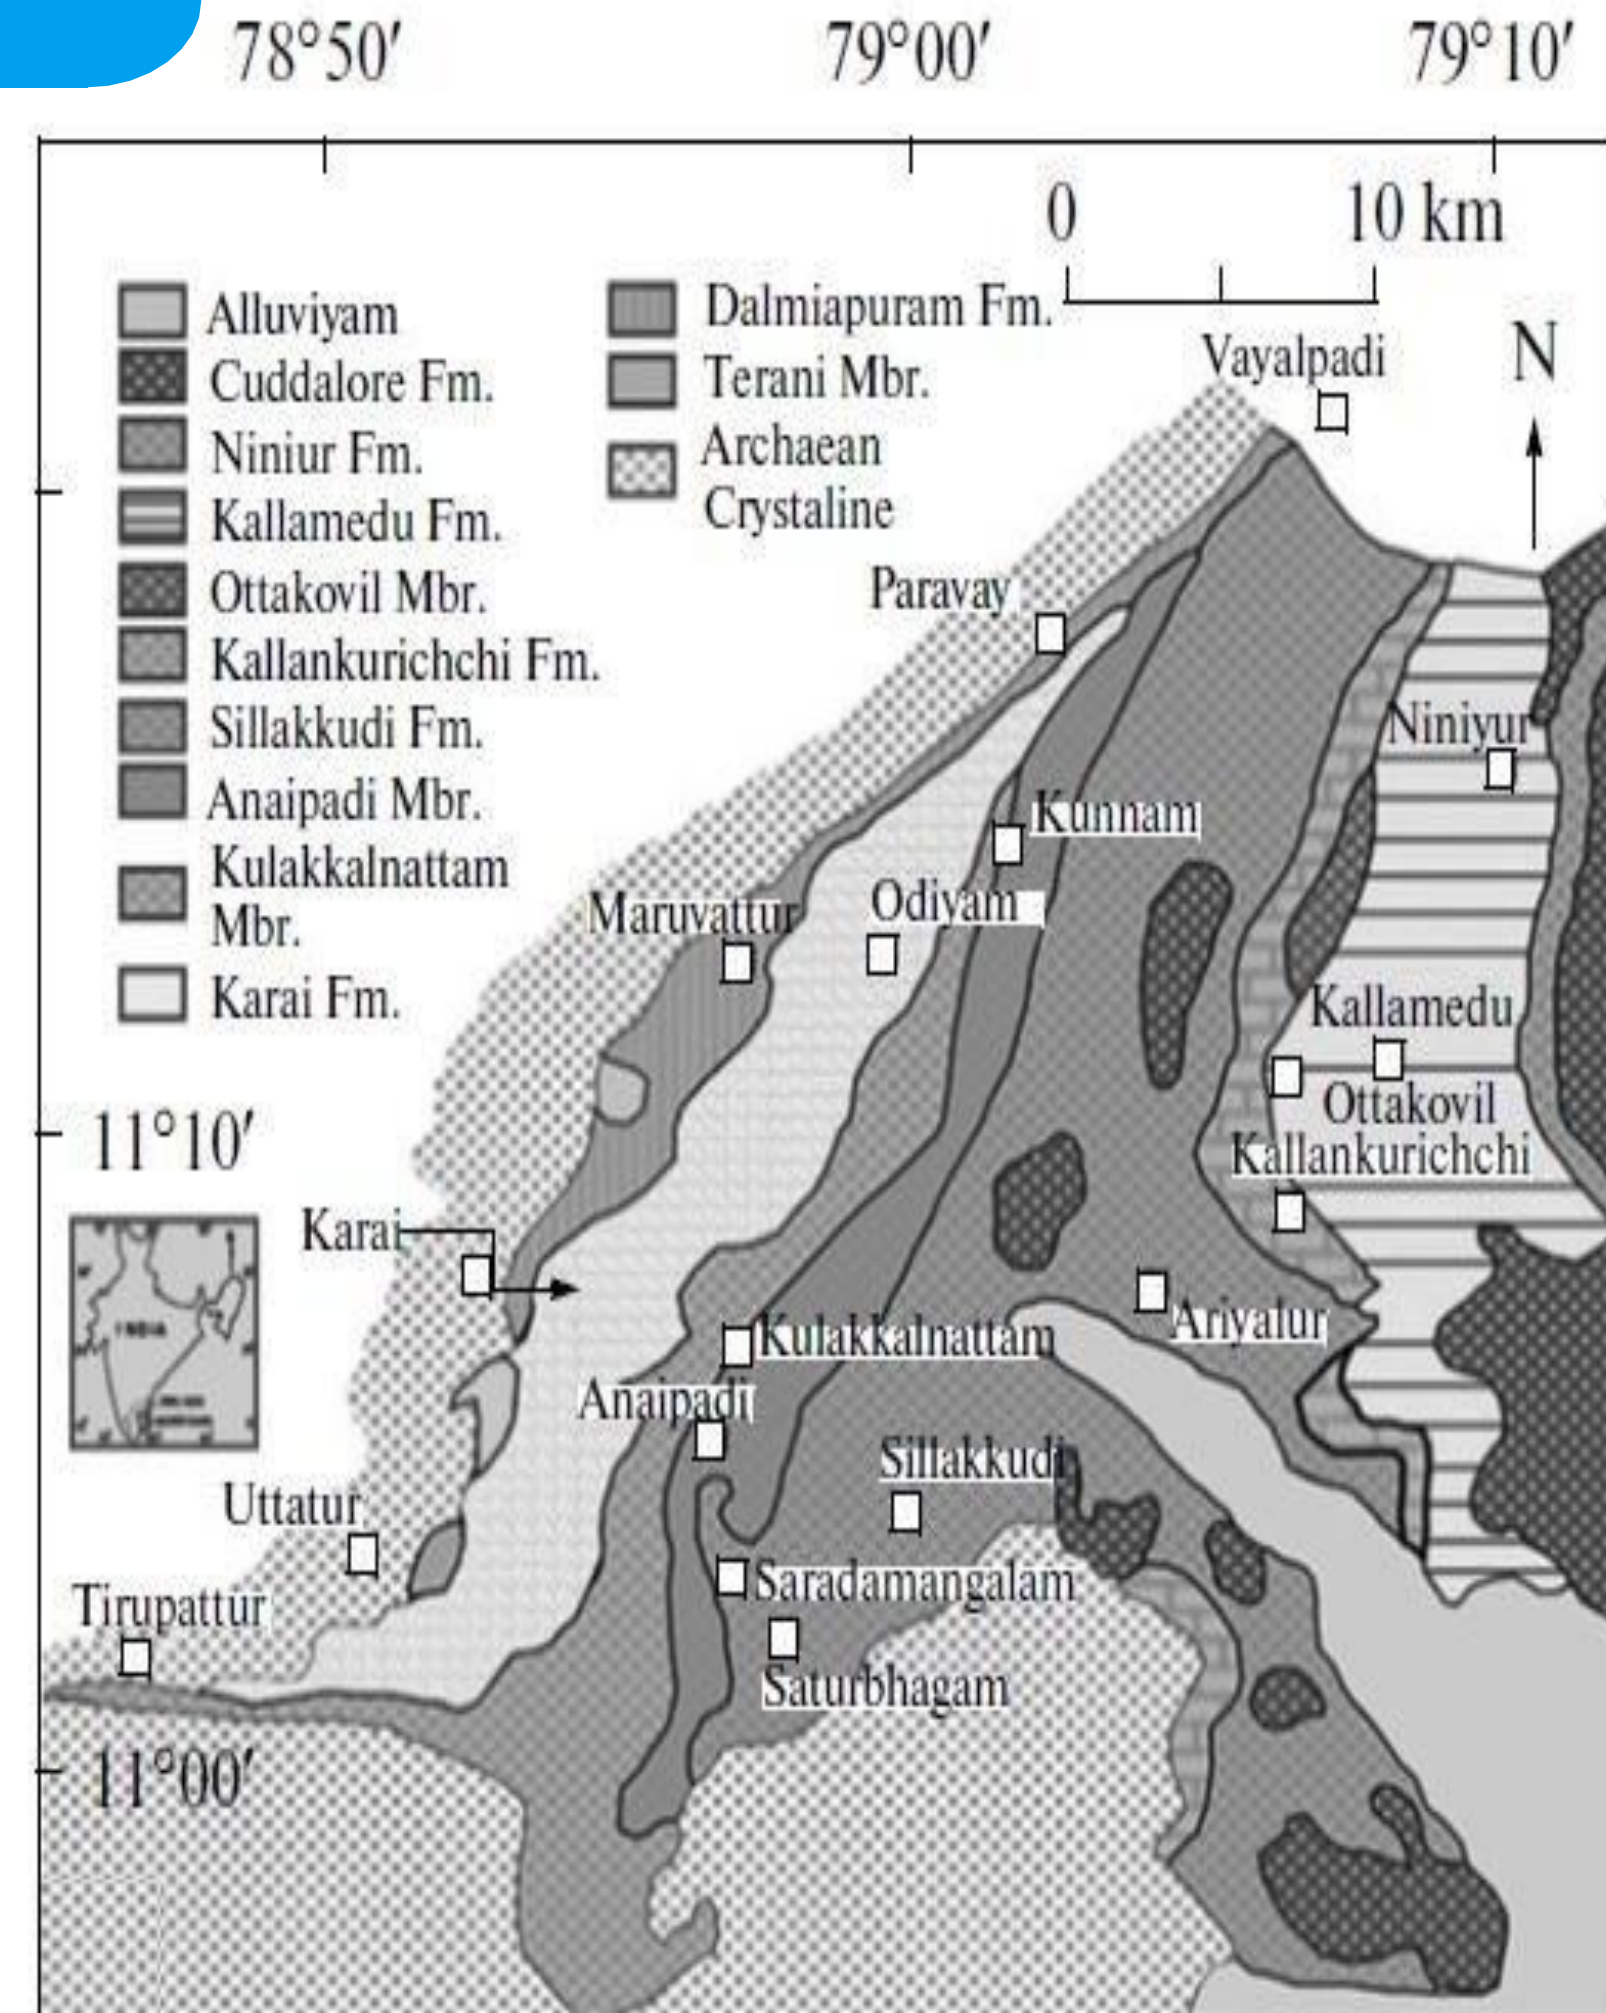 78°50′ 79°00′ 79°10′
0 10 km
Alluviyam
Cuddalore Fm.
Niniur Fm.
Kallamedu Fm.
Ottakovil Mbr.
Kallankurichchi Fm.
Sillakkudi Fm.
Anaipadi Mbr.
Kulakkalnattam
Mbr.
Karai Fm.
Dalmiapuram Fm.
Terani Mbr.
Archaean
Crystaline
Vayalpadi
N
Paravay
Niniyur
Kunnam
Maruvattur
Odiyam
Kallamedu
Ottakovil
Kallankurichchi
11°10′
Karai
INDIA
Ariyalur
Kulakkalnattam
Anaipadi
Sillakkudi
Uttatur
Saradamangalam
Tirupattur
Saturbhagam
11°00′